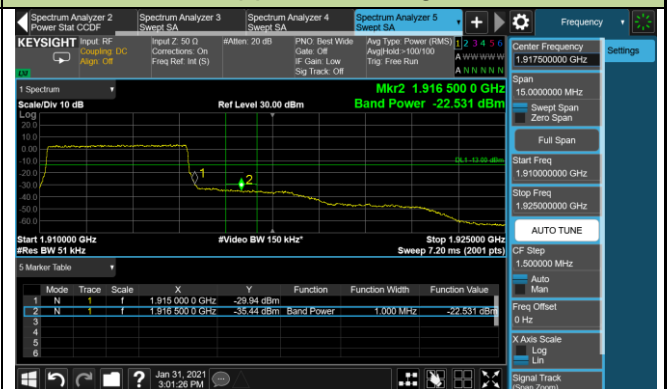 Spectrum Analyzer 2
Power Stat CCDF
Spectrum Analyzer 3
Swept SA
Spectrum Analyzer 4
Swept SA
Spectrum Analyzer 5
Swept SA
Frequency
KEYSIGHT
Input: RF
Coupling: DC
Align: Off
Input Z: 50 Ω
Corrections: On
Freq Ref: Int (S)
#Atten: 20 dB
PNO: Best Wide
Gate: Off
IF Gain: Low
Sig Track: Off
Avg Type: Power (RMS)
Avg|Hold:>100/100
Trig: Free Run
1 2 3 4 5 6
A WW WW W
A N N N N N
LXI
1 Spectrum
Scale/Div 10 dB
Ref Level 30.00 dBm
Mkr2 1.916 500 0 GHz
Band Power -22.531 dBm
Log
20.0
10.0
0.00
-10.0
-20.0
-30.0
-40.0
-50.0
-60.0
DL1 -13.00 dBm
1
2
Start 1.910000 GHz
#Res BW 51 kHz
#Video BW 150 kHz*
Stop 1.925000 GHz
Sweep 7.20 ms (2001 pts)
5 Marker Table
Mode Trace Scale X Y Function Function Width Function Value
1 N 1 f 1.915 000 0 GHz -29.94 dBm
2 N 1 f 1.916 500 0 GHz -35.44 dBm Band Power 1.000 MHz -22.531 dBm
3
4
5
6
Jan 31, 2021
3:01:26 PM
Center Frequency
1.917500000 GHz
Settings
Span
15.0000000 MHz
Swept Span
Zero Span
Full Span
Start Freq
1.910000000 GHz
Stop Freq
1.925000000 GHz
AUTO TUNE
CF Step
1.500000 MHz
Auto
Man
Freq Offset
0 Hz
X Axis Scale
Log
Lin
Signal Track
(Span Zoom)